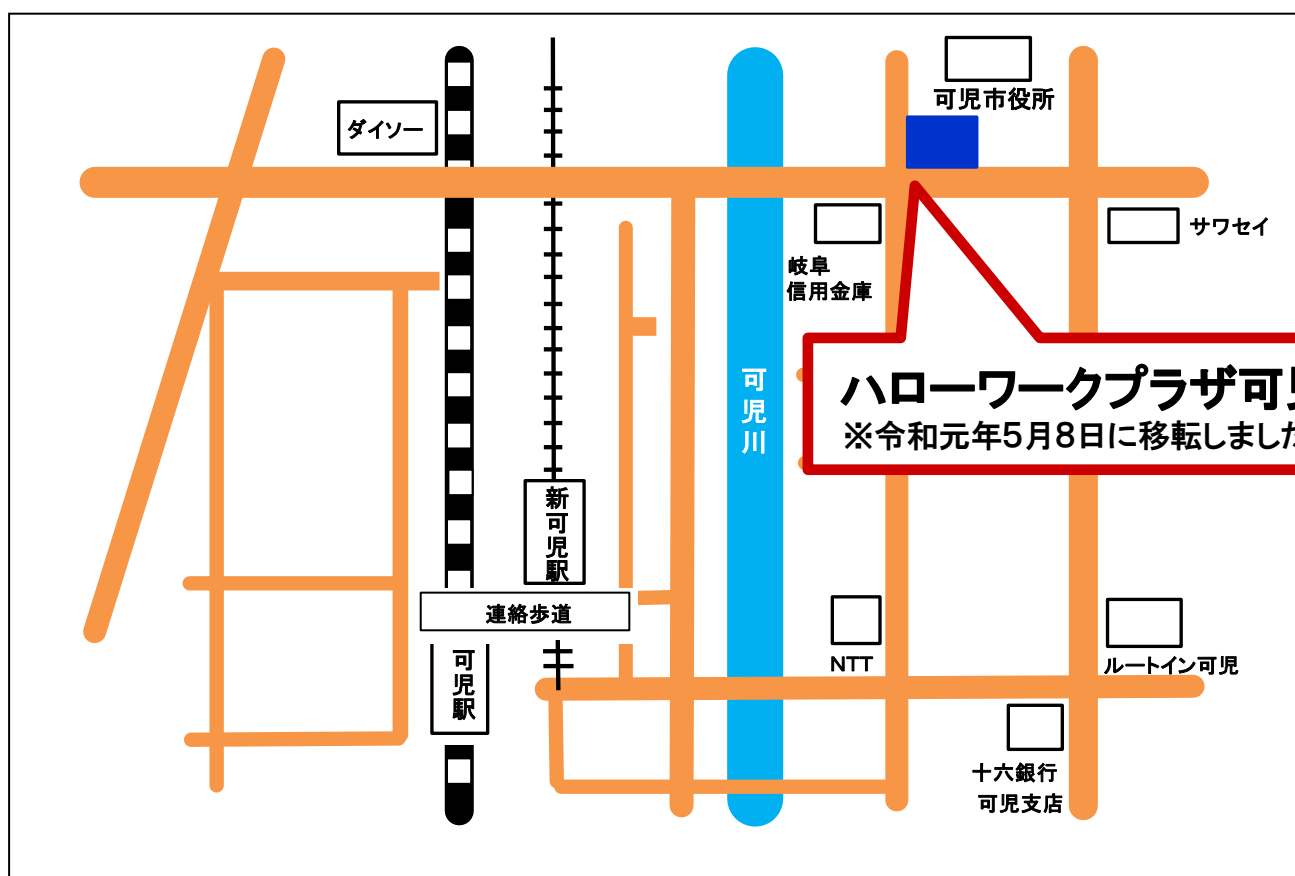 可児市役所
ダイソー
サワセイ
岐阜
信用金庫
ハローワークプラザ可
※令和元年5月8日に移転しまし
可児川
新可児駅
連絡歩道
可児駅
NTT
ルートイン可児
十六銀行
可児支店